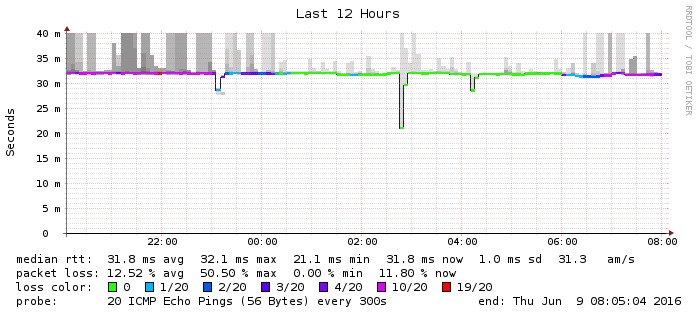 Last 12 Hours
RRDTOOL / TOBI OETIKER
Seconds
40 m
35 m
30 m
25 m
20 m
15 m
10 m
5 m
0
22:00 00:00 02:00 04:00 06:00 08:00
median rtt: 31.8 ms avg 32.1 ms max 21.1 ms min 31.8 ms now 1.0 ms sd 31.3 am/s
packet loss: 12.52 % avg 50.50 % max 0.00 % min 11.80 % now
loss color: 0 1/20 2/20 3/20 4/20 10/20 19/20
probe: 20 ICMP Echo Pings (56 Bytes) every 300s end: Thu Jun 9 08:05:04 2016